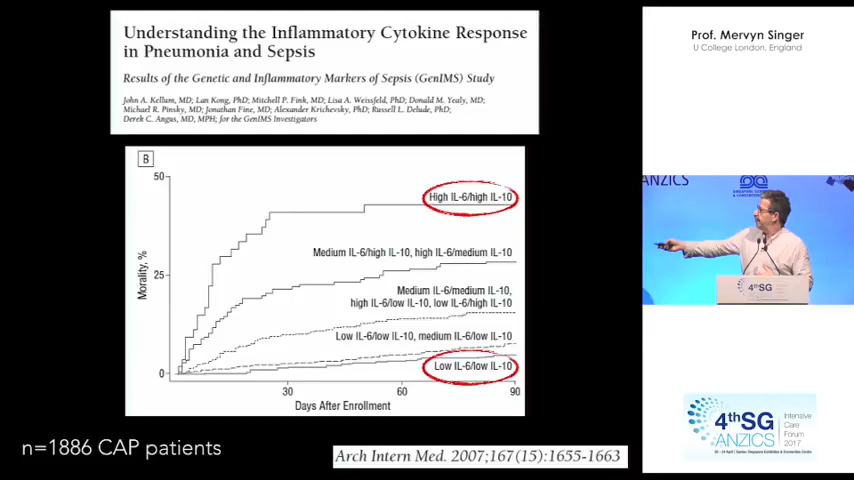 Understanding the Inflammatory Cytokine Response
in Pneumonia and Sepsis
Results of the Genetic and Inflammatory Markers of Sepsis (GenIMS) Study
John A. Kellum, MD; Lan Kong, PhD; Mitchell P. Fink, MD; Lisa A. Weissfeld, PhD; Donald M. Yealy, MD;
Michael R. Pinsky, MD; Jonathan Fine, MD; Alexander Krichevsky, PhD; Russell L. Delude, PhD;
Derek C. Angus, MD, MPH; for the GenIMS Investigators
B
50
25
0
Morality, %
High IL-6/high IL-10
Medium IL-6/high IL-10, high IL-6/medium IL-10
Medium IL-6/medium IL-10,
high IL-6/low IL-10, low IL-6/high IL-10
Low IL-6/low IL-10, medium IL-6/low IL-10
Low IL-6/low IL-10
30
60
90
Days After Enrollment
n=1886 CAP patients
Arch Intern Med. 2007;167(15):1655-1663
Prof. Mervyn Singer
U College London, England
ANZICS
4thSG
4thSG
ANZICS
Intensive
Care
Forum
2017